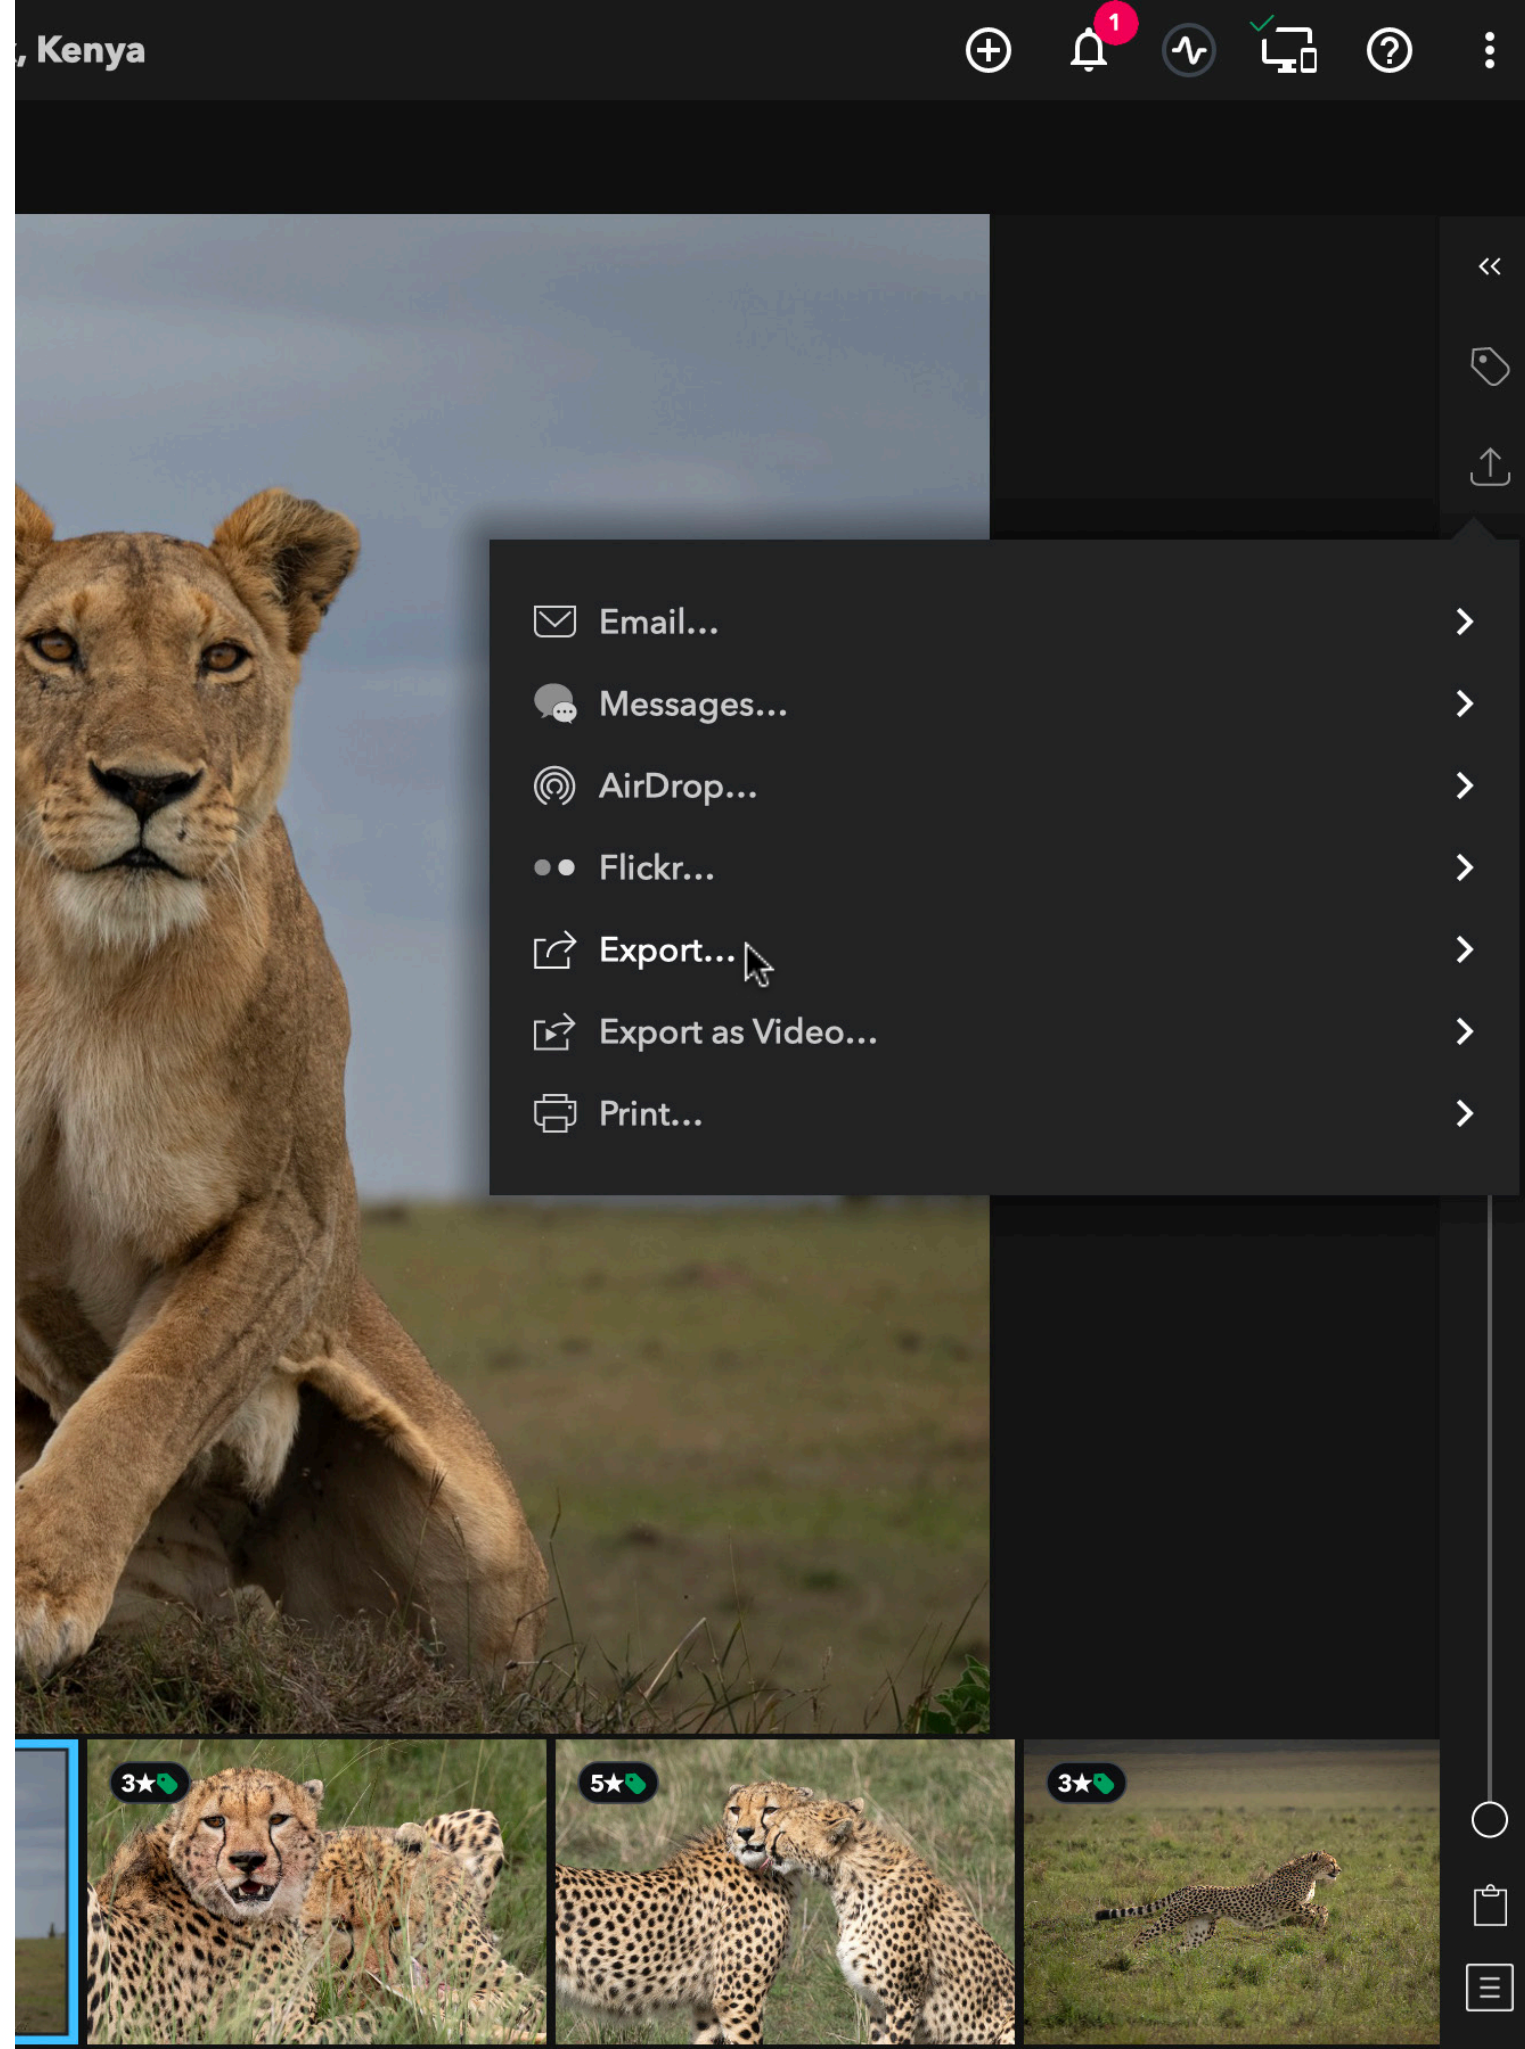 , Kenya
1
Email...
Messages...
AirDrop...
Flickr...
Export...
Export as Video...
Print...
3★
5★
3★